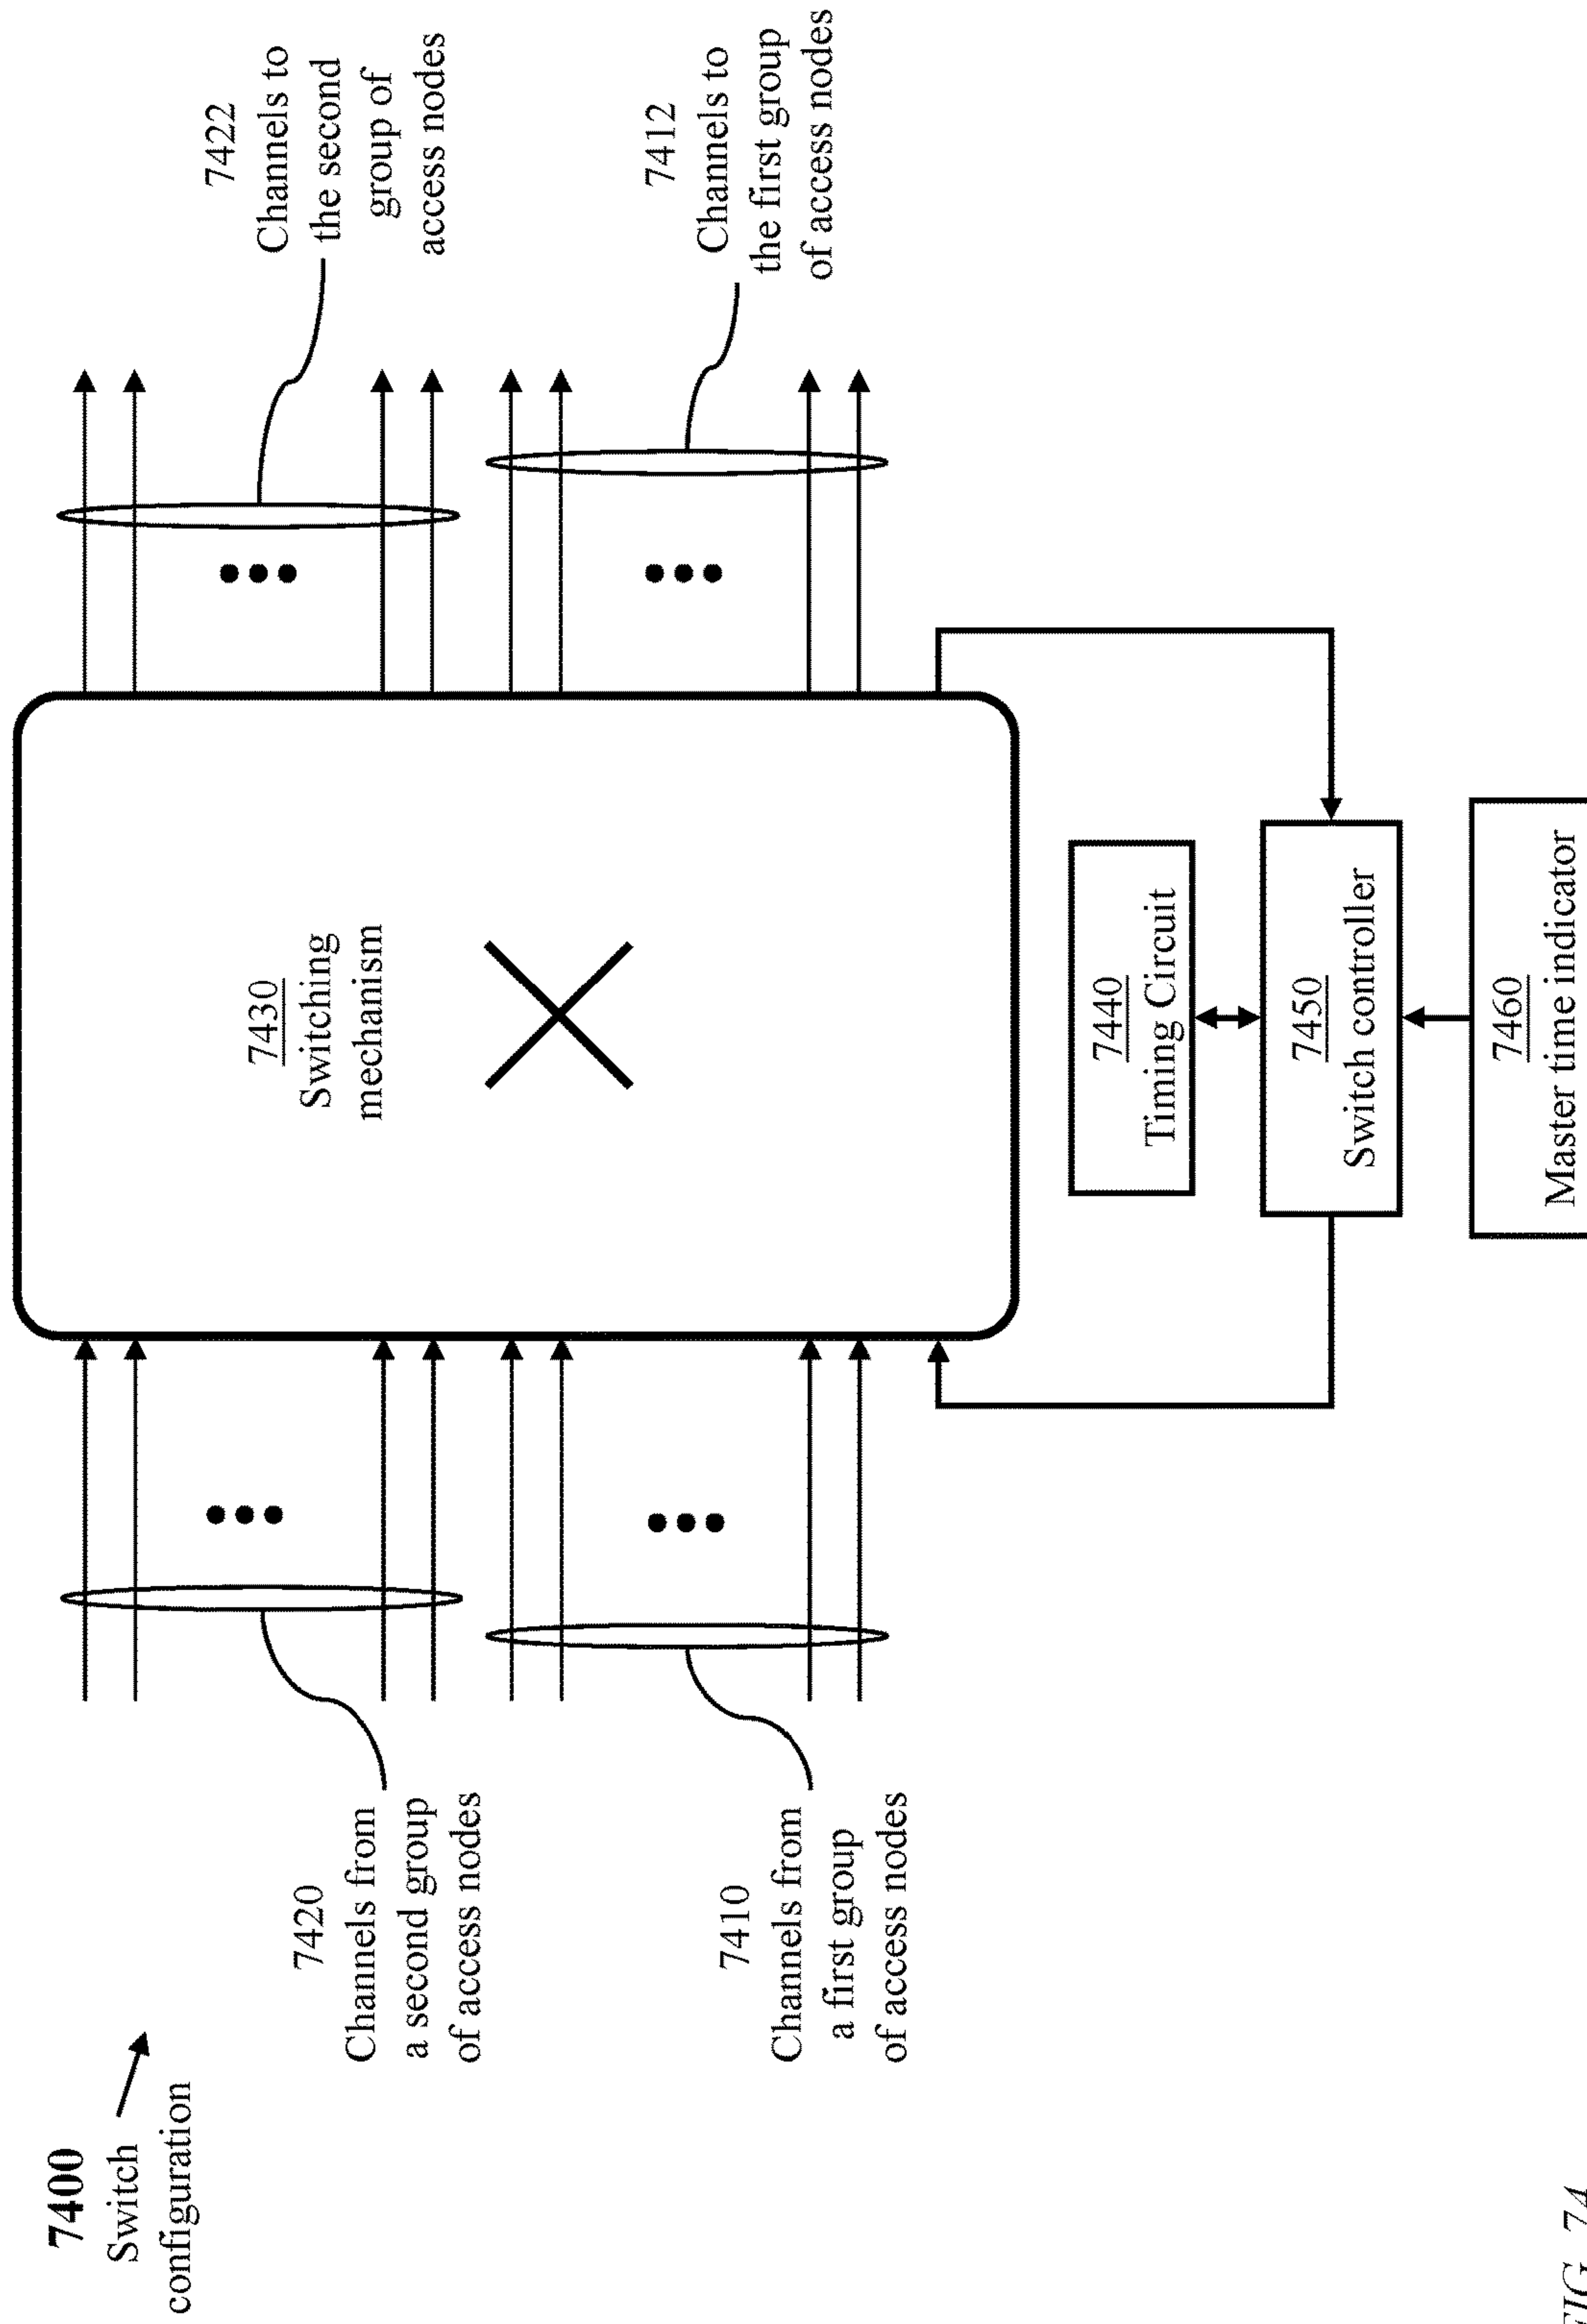 7400
Switch
configuration
7420
Channels from
a second group
of access nodes
7410
Channels from
a first group
of access nodes
7430
Switching
mechanism
7422
Channels to
the second
group of
access nodes
7412
Channels to
the first group
of access nodes
7440
Timing Circuit
7450
Switch controller
7460
Master time indicator
FIG. 74